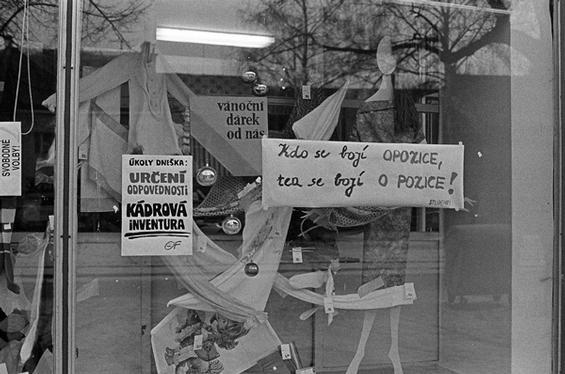 SVOBODNÉ
VOLBY!
vánoční
dárek
od nás
ÚKOLY DNEŠKA:
URČENÍ
ODPOVĚDNOSTI
KÁDROVÁ
INVENTURA
OF
Kdo se bojí OPOZICE,
ten se bojí O POZICE!